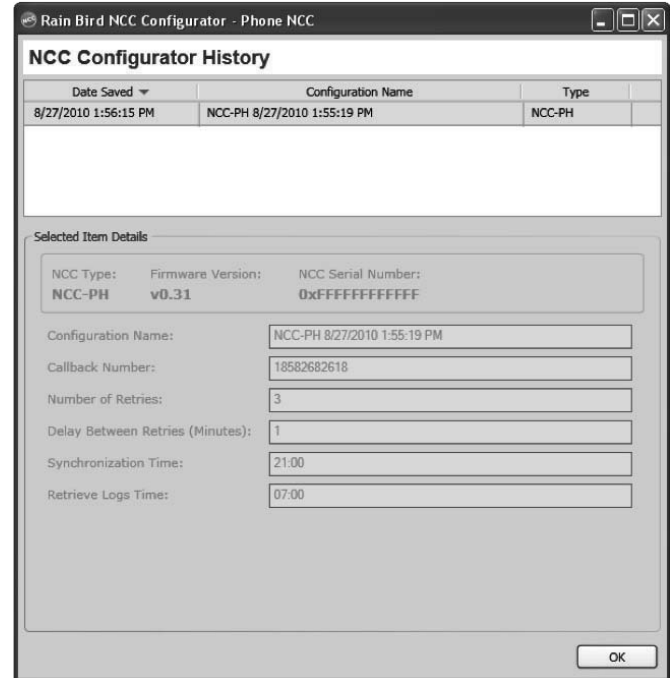 Rain Bird NCC Configurator - Phone NCC
NCC Configurator History
Date Saved Configuration Name Type
8/27/2010 1:56:15 PM NCC-PH 8/27/2010 1:55:19 PM NCC-PH
Selected Item Details
NCC Type: Firmware Version: NCC Serial Number:
NCC-PH v0.31 0xFFFFFFFFFFFF
Configuration Name: NCC-PH 8/27/2010 1:55:19 PM
Callback Number: 18582682618
Number of Retries: 3
Delay Between Retries (Minutes): 1
Synchronization Time: 21:00
Retrieve Logs Time: 07:00
OK